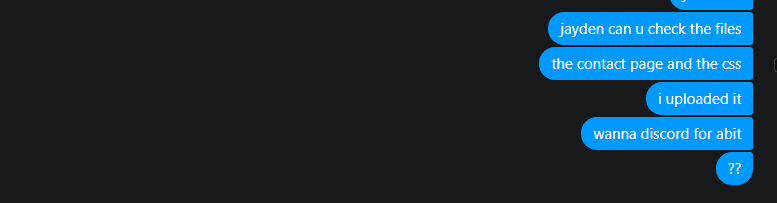 jayden can u check the files
the contact page and the css
i uploaded it
wanna discord for abit
??